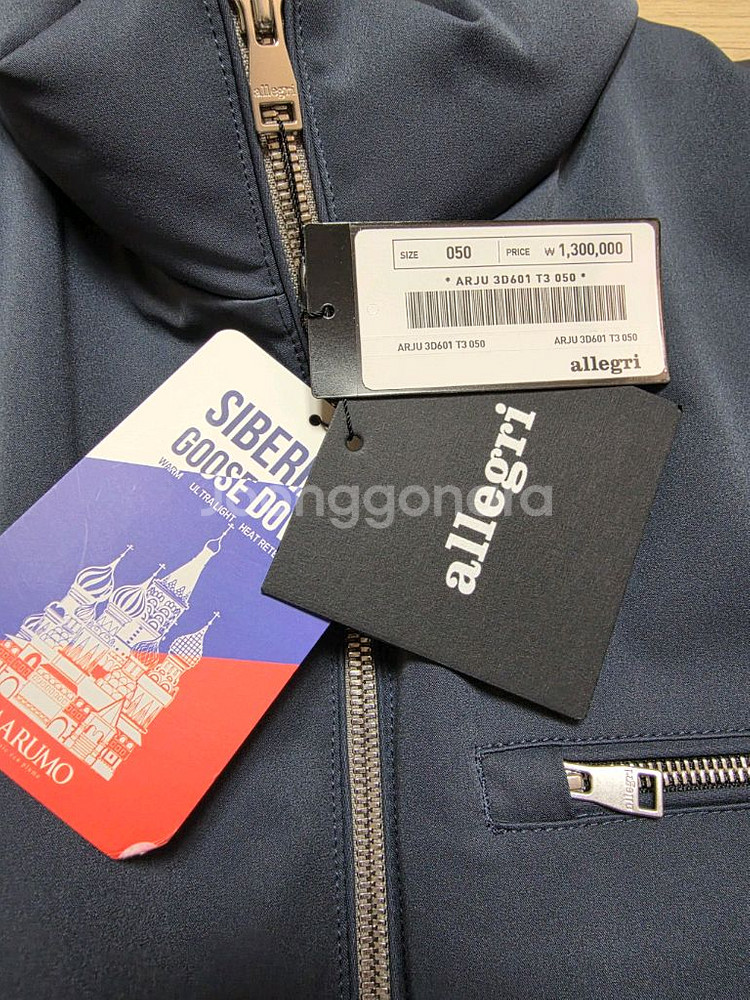 allegri
SIZE 050 PRICE ₩ 1,300,000
* ARJU 3D601 T3 050 *
ARJU 3D601 T3 050 ARJU 3D601 T3 050
allegri
SIBERI
GOOSE DO
WARM ULTRA LIGHT HEAT RETE
allegri
Joonggonara
ARUMO
allegri